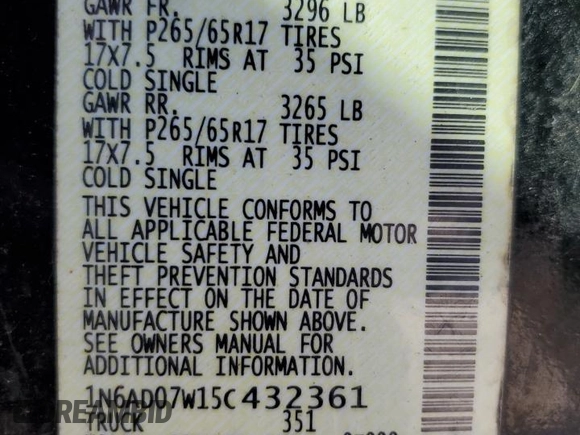 GAWR FR. 3296 LB
WITH P265/65R17 TIRES
17X7.5 RIMS AT 35 PSI
COLD SINGLE
GAWR RR. 3265 LB
WITH P265/65R17 TIRES
17X7.5 RIMS AT 35 PSI
COLD SINGLE
THIS VEHICLE CONFORMS TO
ALL APPLICABLE FEDERAL MOTOR
VEHICLE SAFETY AND
THEFT PREVENTION STANDARDS
IN EFFECT ON THE DATE OF
MANUFACTURE SHOWN ABOVE.
SEE OWNERS MANUAL FOR
ADDITIONAL INFORMATION.
1N6AD07W15C432361
TRUCK 351